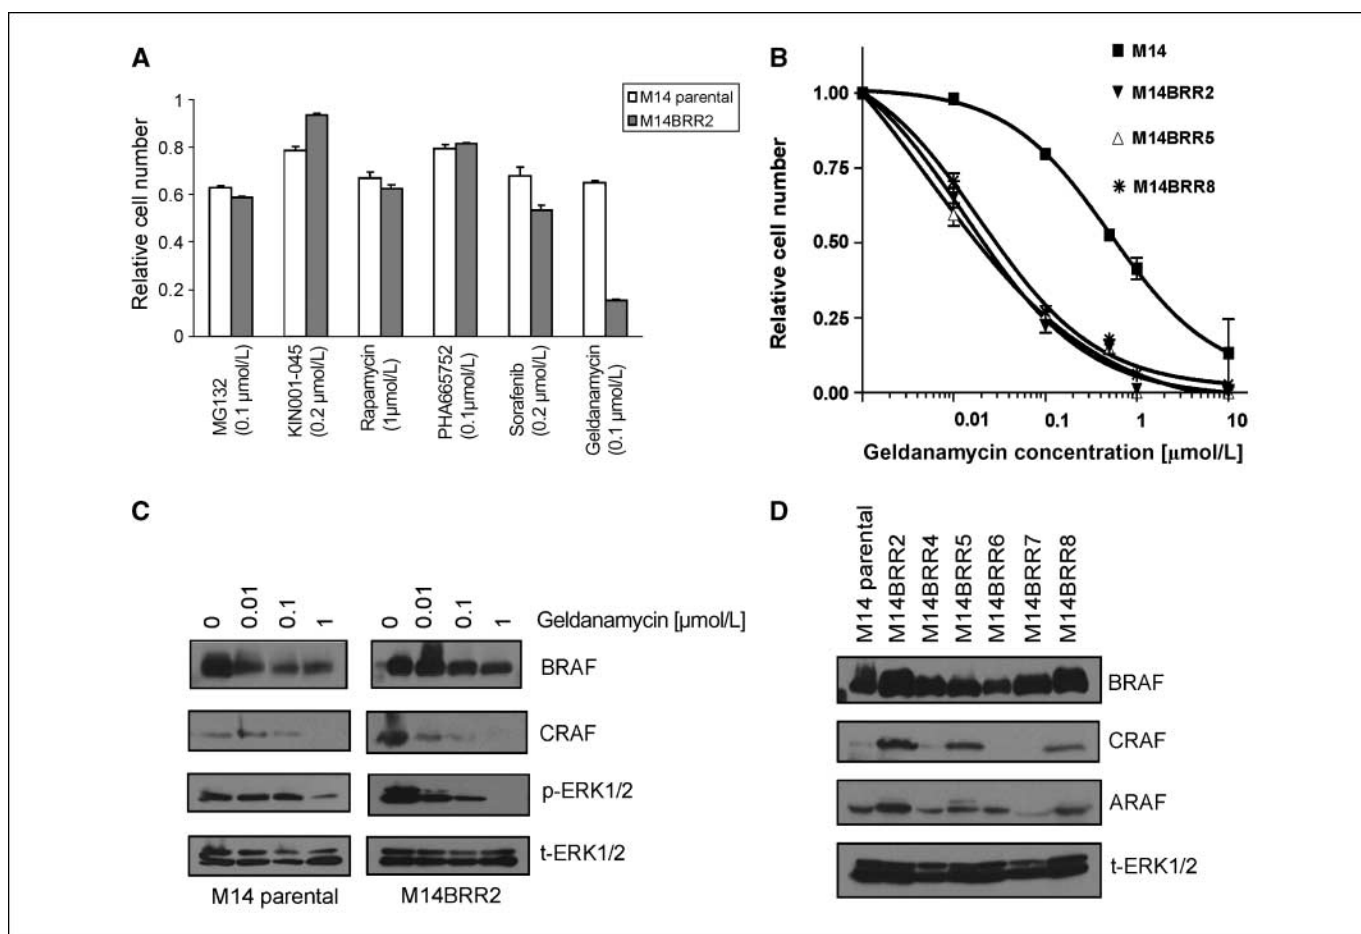 A
Relative cell number
1
0.8
0.6
0.4
0.2
0
M14 parental
M14BRR2
MG132
(0.1 µmol/L)
KIN001-045
(0.2 µmol/L)
Rapamycin
(1µmol/L)
PHA665752
(0.1µmol/L)
Sorafenib
(0.2 µmol/L)
Geldanamycin
(0.1 µmol/L)
B
Relative cell number
1.00
0.75
0.50
0.25
0.00
M14
M14BRR2
M14BRR5
M14BRR8
0.01
0.1
1
10
Geldanamycin concentration [µmol/L]
C
0
0.01
0.1
1
0
0.01
0.1
1
Geldanamycin [µmol/L]
BRAF
CRAF
p-ERK1/2
t-ERK1/2
M14 parental
M14BRR2
D
M14 parental
M14BRR2
M14BRR4
M14BRR5
M14BRR6
M14BRR7
M14BRR8
BRAF
CRAF
ARAF
t-ERK1/2